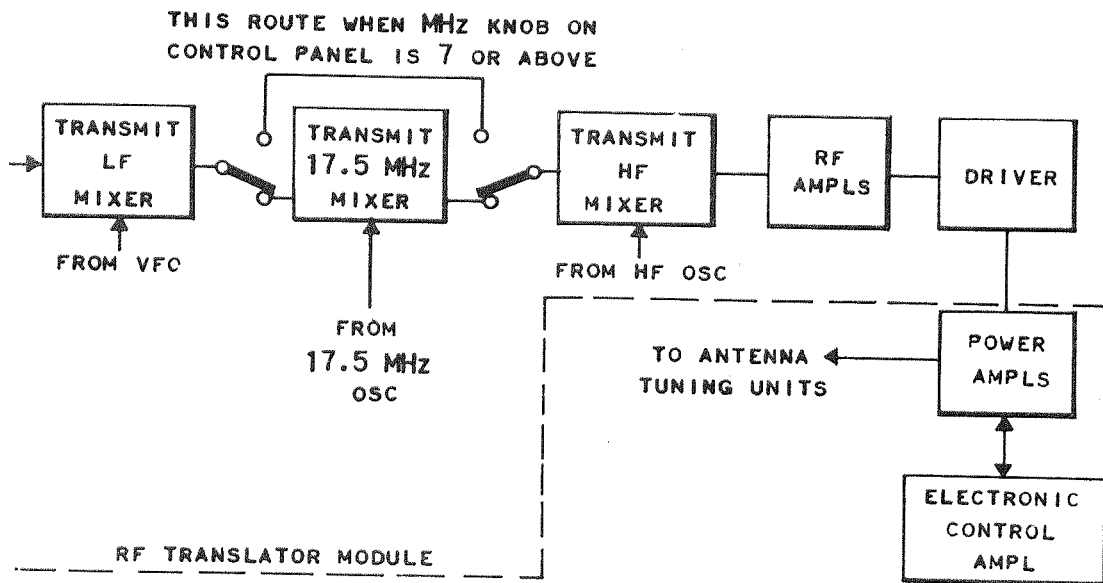 THIS ROUTE WHEN MHz KNOB ON
CONTROL PANEL IS 7 OR ABOVE
TRANSMIT
LF
MIXER
TRANSMIT
17.5 MHz
MIXER
TRANSMIT
HF
MIXER
RF
AMPLS
DRIVER
FROM VFO
FROM HF OSC
FROM
17.5 MHz
OSC
TO ANTENNA
TUNING UNITS
POWER
AMPLS
ELECTRONIC
CONTROL
AMPL
RF TRANSLATOR MODULE